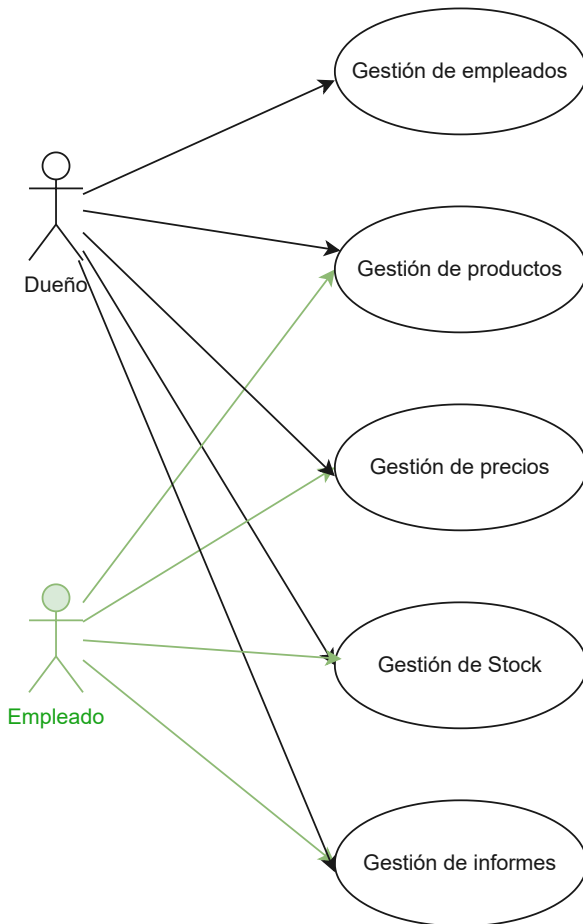 Gestión de empleados
Dueño
Gestión de productos
Gestión de precios
Empleado
Gestión de Stock
Gestión de informes